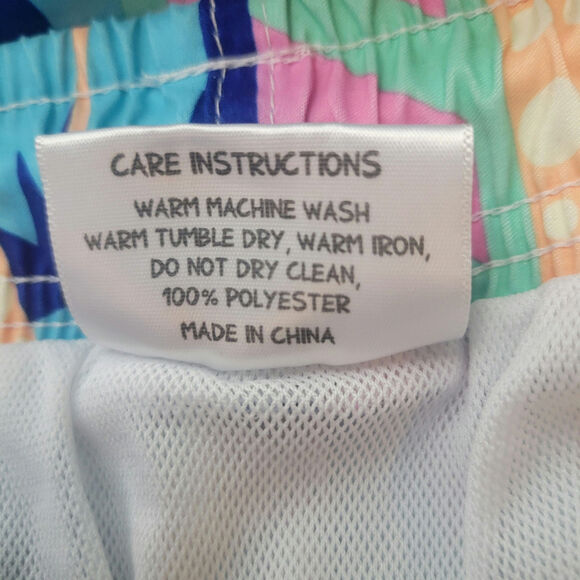 CARE INSTRUCTIONS
WARM MACHINE WASH
WARM TUMBLE DRY, WARM IRON,
DO NOT DRY CLEAN,
100% POLYESTER
MADE IN CHINA